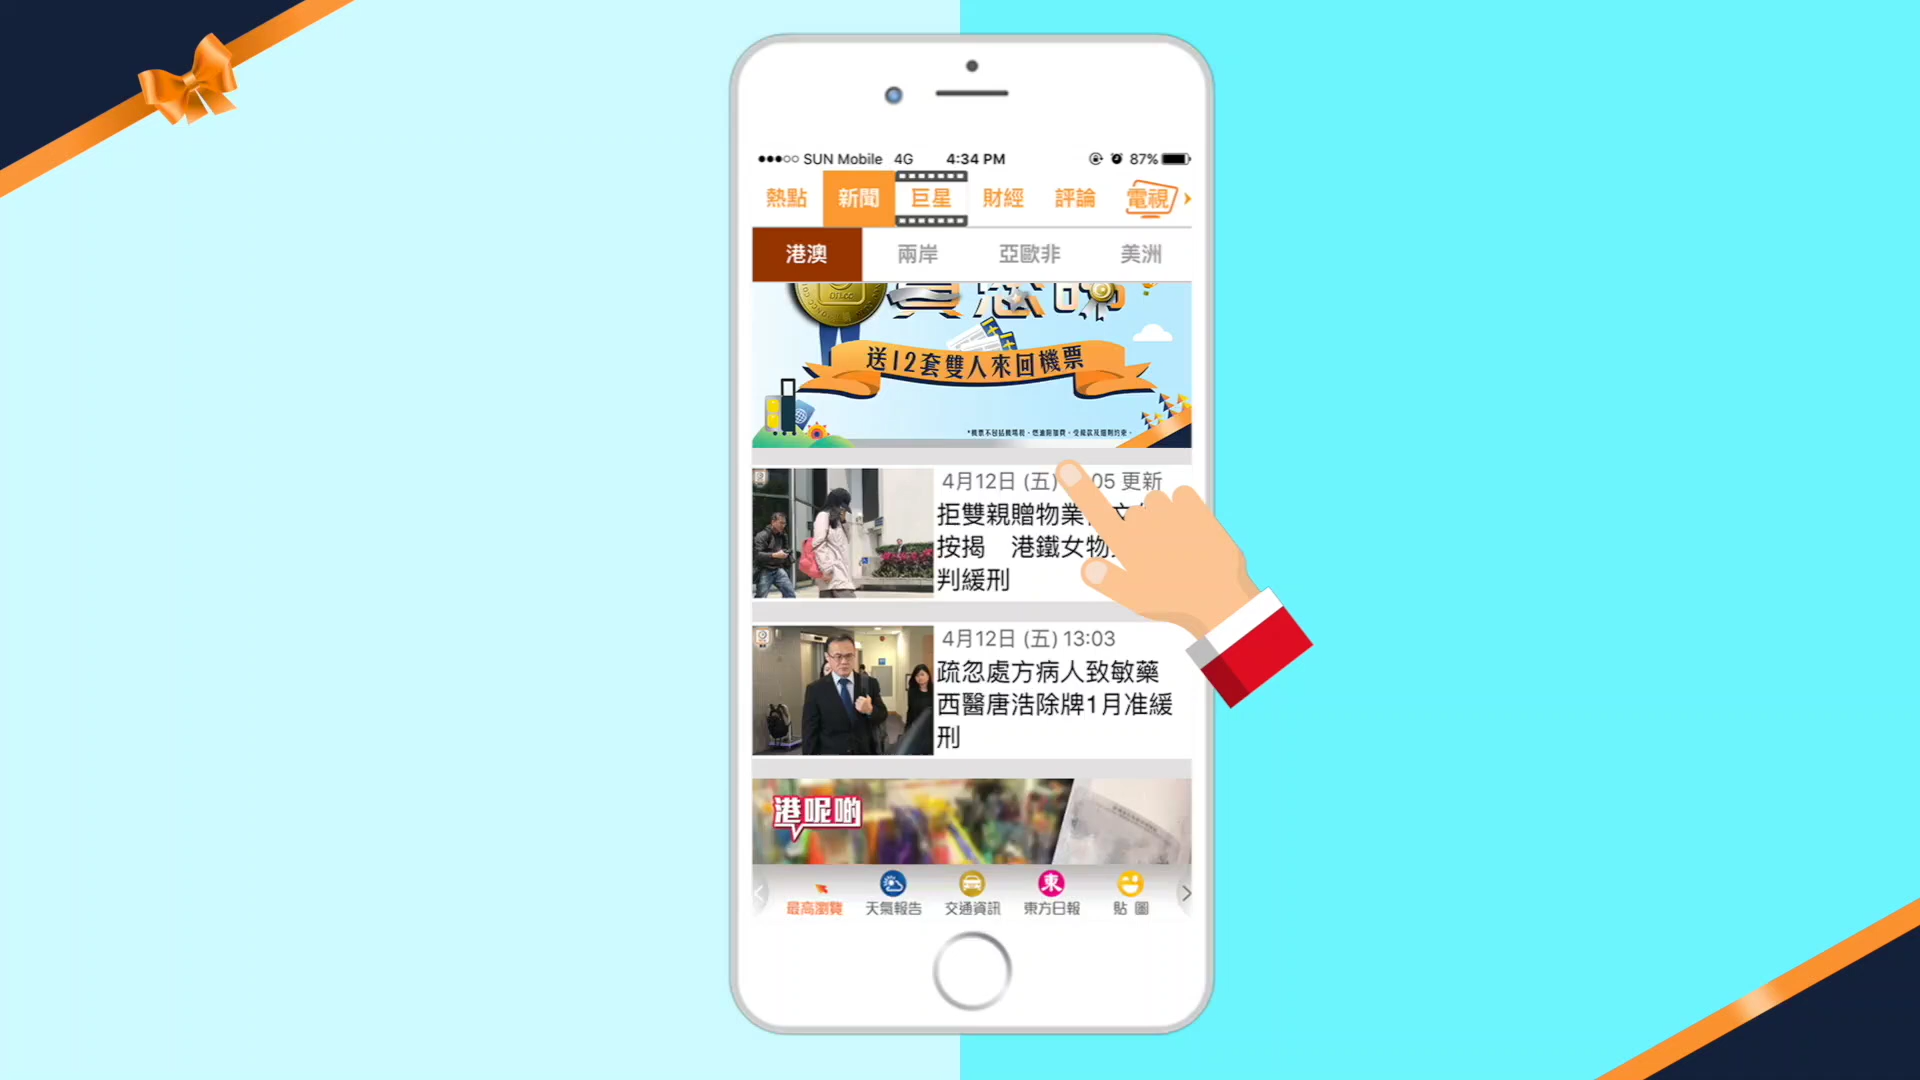 SUN Mobile 4G 4:34 PM 87%
熱點 新聞 巨星 財經 評論 電視
港澳 兩岸 亞歐非 美洲
送12套雙人來回機票
4月12日 (五) 05 更新
拒雙親贈物業
按揭 港鐵女物
判緩刑
4月12日 (五) 13:03
疏忽處方病人致敏藥
西醫唐浩除牌1月准緩
刑
港呢啲
最高瀏覽 天氣報告 交通資訊 東方日報 貼圖
東